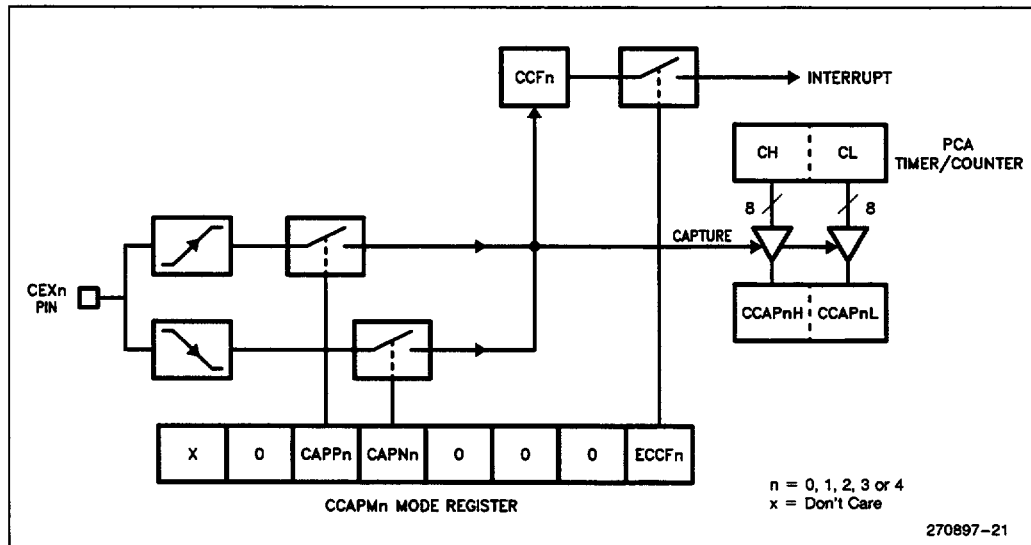 CCFn
INTERRUPT
CH CL
PCA
TIMER/COUNTER
8 8
CAPTURE
CEXn
PIN
CCAPnH CCAPnL
X 0 CAPPn CAPNn 0 0 0 ECCFn
CCAPMn MODE REGISTER
n = 0, 1, 2, 3 or 4
x = Don't Care
270897-21